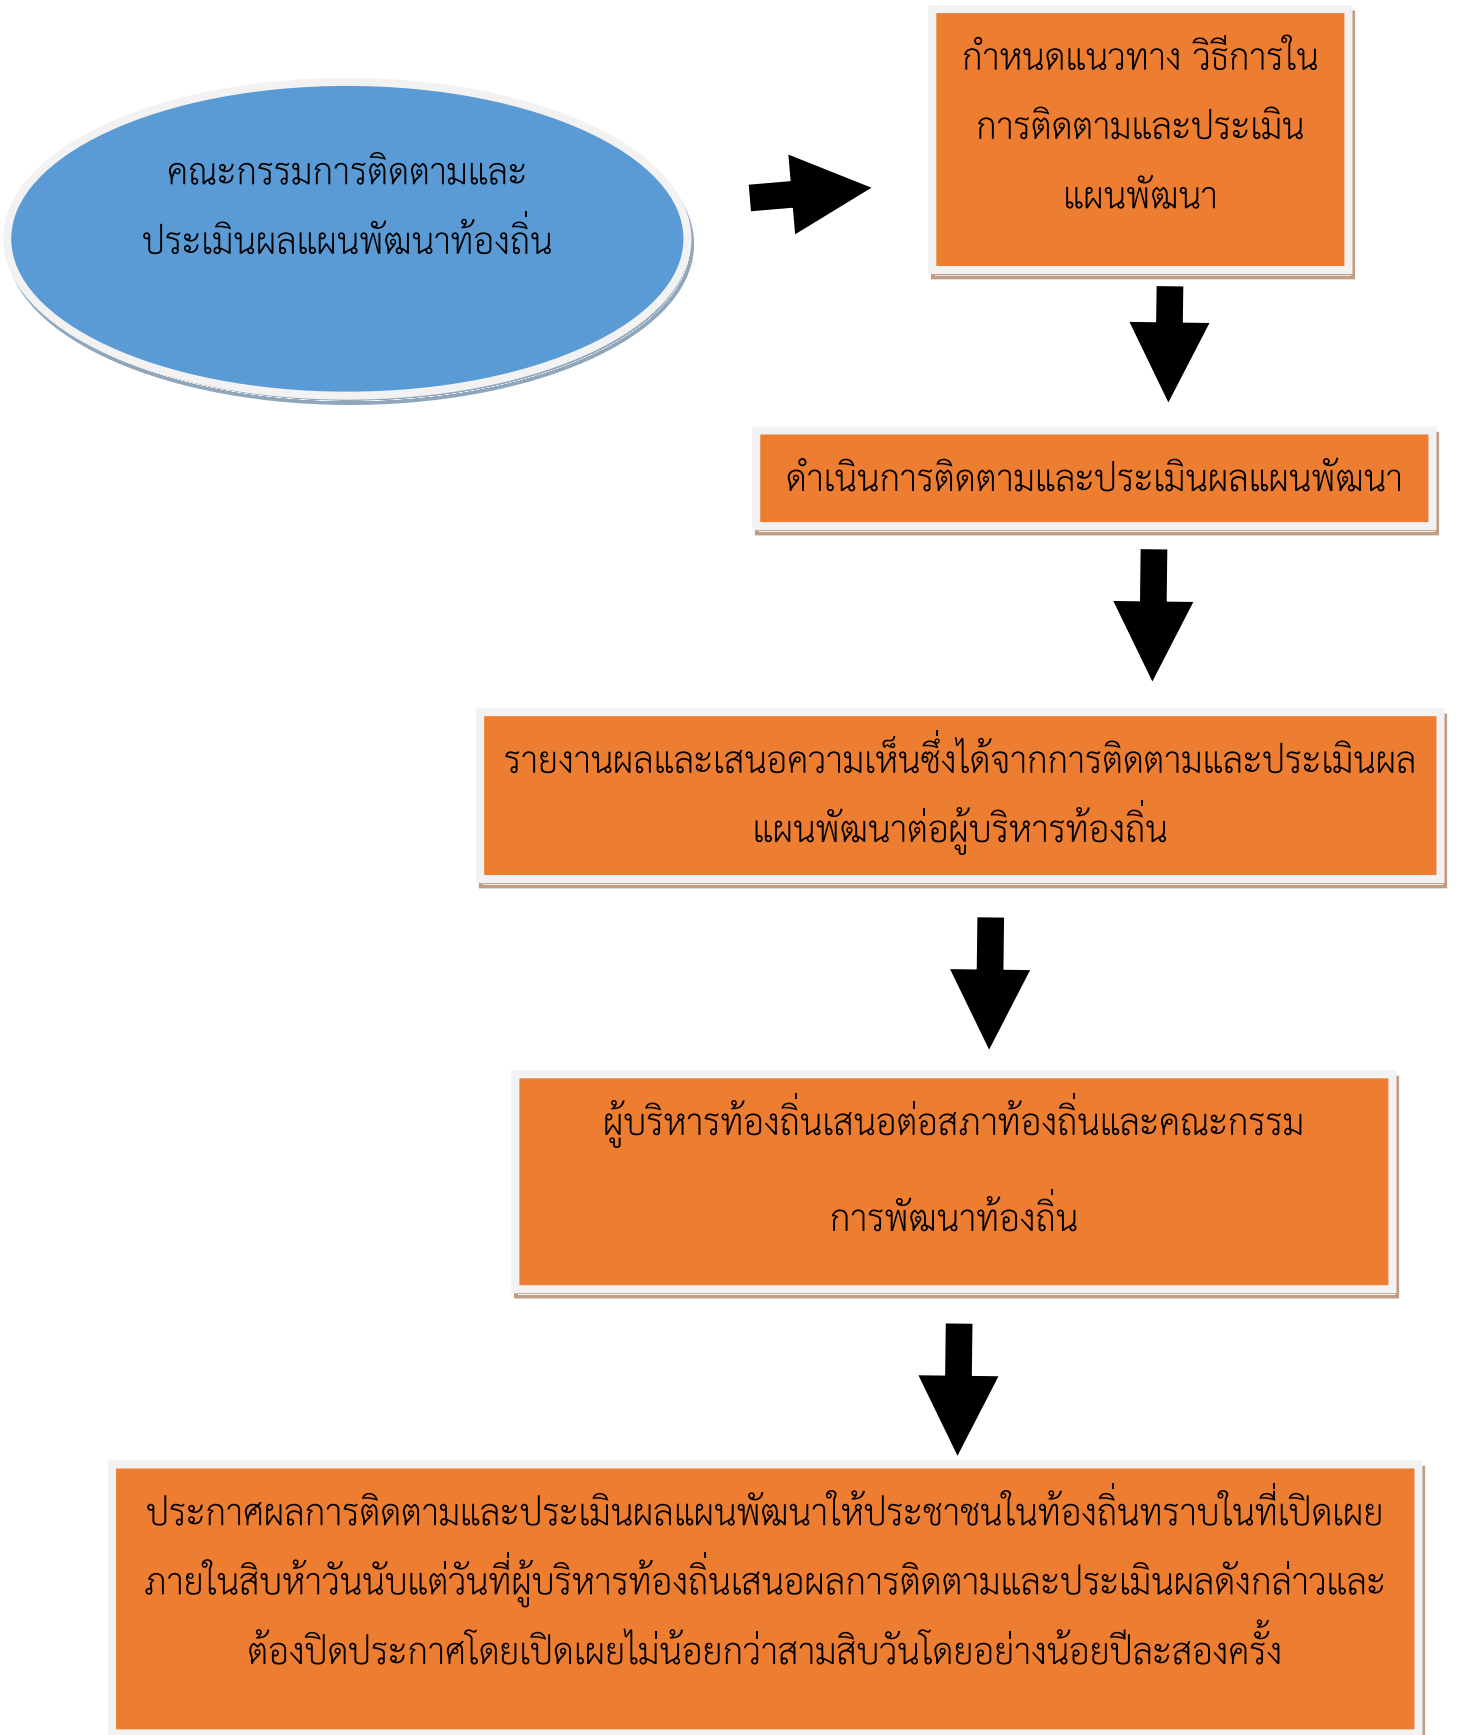 คณะกรรมการติดตามและ
ประเมินผลแผนพัฒนาท้องถิ่น
กำหนดแนวทาง วิธีการใน
การติดตามและประเมิน
แผนพัฒนา
ดำเนินการติดตามและประเมินผลแผนพัฒนา
รายงานผลและเสนอความเห็นซึ่งได้จากการติดตามและประเมินผล
แผนพัฒนาต่อผู้บริหารท้องถิ่น
ผู้บริหารท้องถิ่นเสนอต่อสภาท้องถิ่นและคณะกรรม
การพัฒนาท้องถิ่น
ประกาศผลการติดตามและประเมินผลแผนพัฒนาให้ประชาชนในท้องถิ่นทราบในที่เปิดเผย
ภายในสิบห้าวันนับแต่วันที่ผู้บริหารท้องถิ่นเสนอผลการติดตามและประเมินผลดังกล่าวและ
ต้องปิดประกาศโดยเปิดเผยไม่น้อยกว่าสามสิบวันโดยอย่างน้อยปีละสองครั้ง